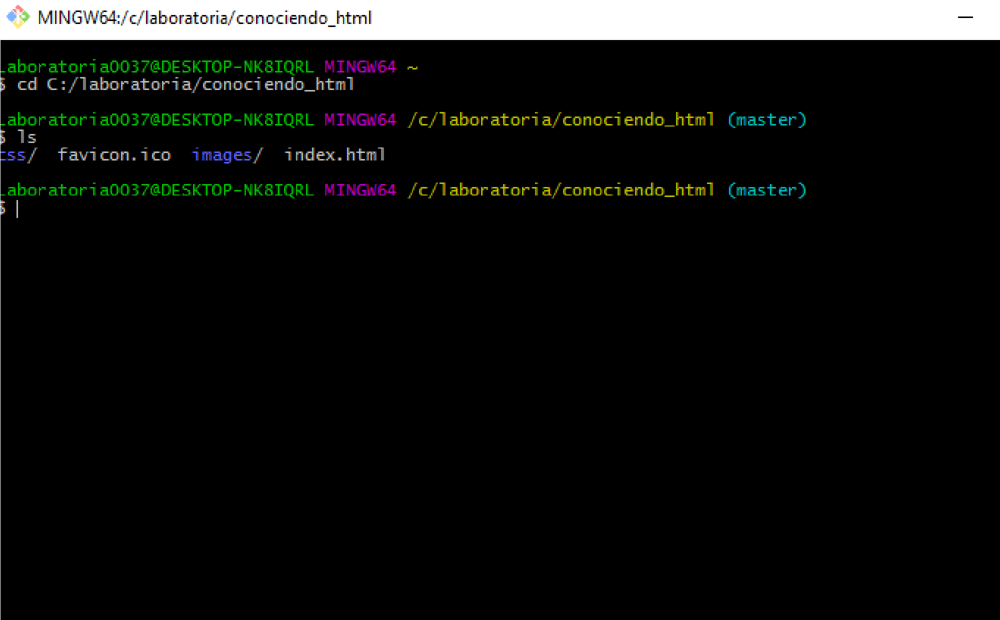 MINGW64:/c/laboratoria/conociendo_html
Laboratoria0037@DESKTOP-NK8IQRL MINGW64 ~
$ cd C:/laboratoria/conociendo_html
Laboratoria0037@DESKTOP-NK8IQRL MINGW64 /c/laboratoria/conociendo_html (master)
$ ls
css/ favicon.ico images/ index.html
Laboratoria0037@DESKTOP-NK8IQRL MINGW64 /c/laboratoria/conociendo_html (master)
$